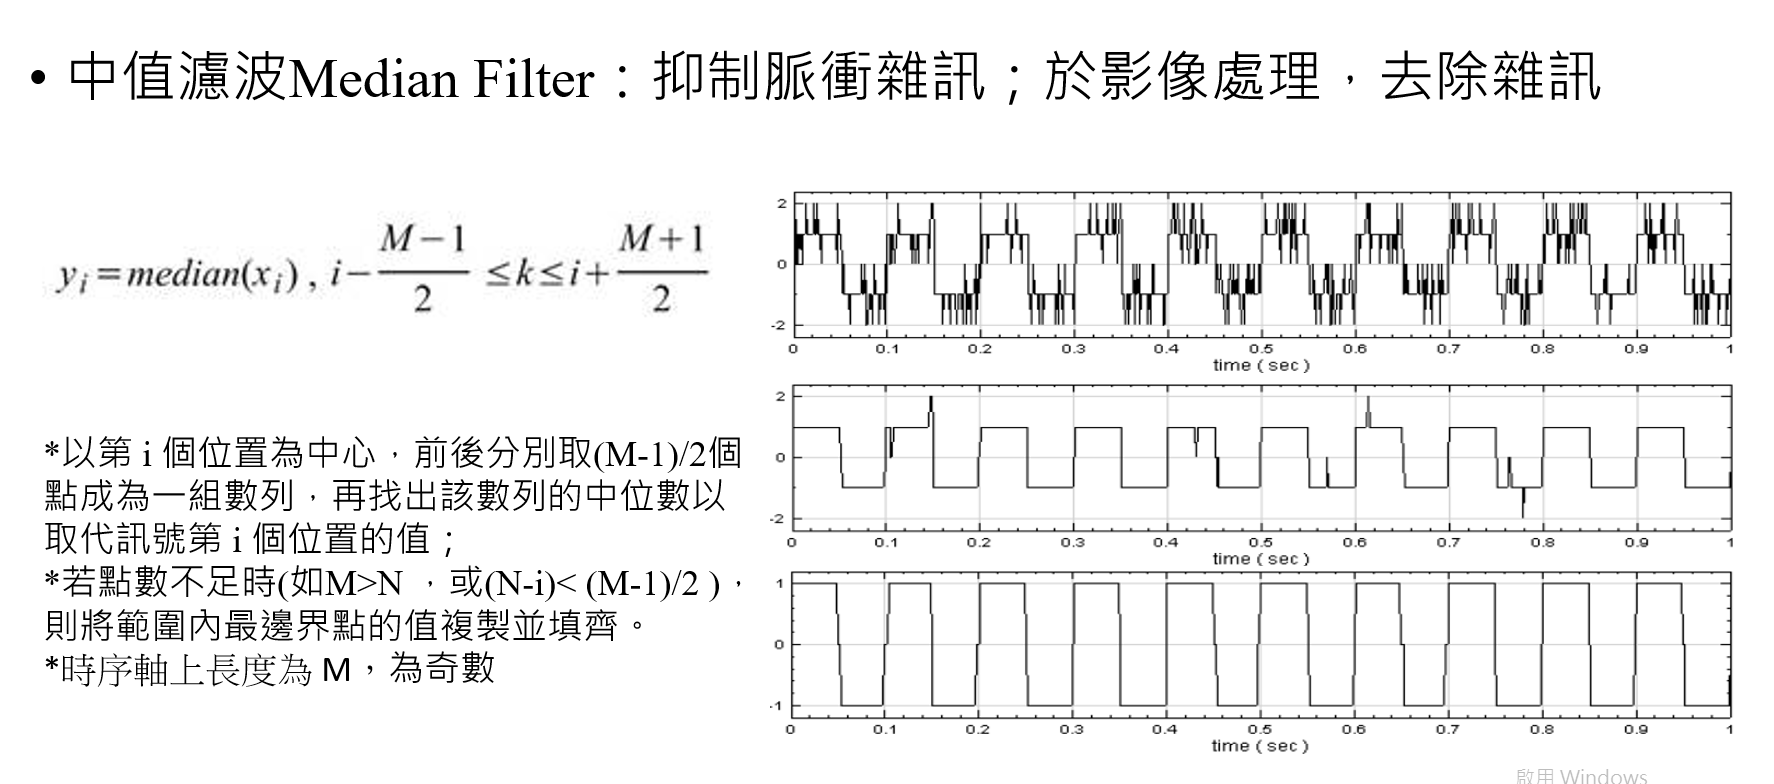 • 中值濾波Median Filter：抑制脈衝雜訊；於影像處理，去除雜訊
y_i = median(x_i) , i − (M−1)/2 ≤ k ≤ i + (M+1)/2
*以第 i 個位置為中心，前後分別取(M-1)/2個
點成為一組數列，再找出該數列的中位數以
取代訊號第 i 個位置的值；
*若點數不足時(如M>N ，或(N-i)< (M-1)/2 )，
則將範圍內最邊界點的值複製並填齊。
*時序軸上長度為 M，為奇數
2
0
-2
0 0.1 0.2 0.3 0.4 0.5 0.6 0.7 0.8 0.9 1
time ( sec )
2
0
-2
0 0.1 0.2 0.3 0.4 0.5 0.6 0.7 0.8 0.9 1
time ( sec )
1
0
-1
0 0.1 0.2 0.3 0.4 0.5 0.6 0.7 0.8 0.9 1
time ( sec )
啟用 Windows